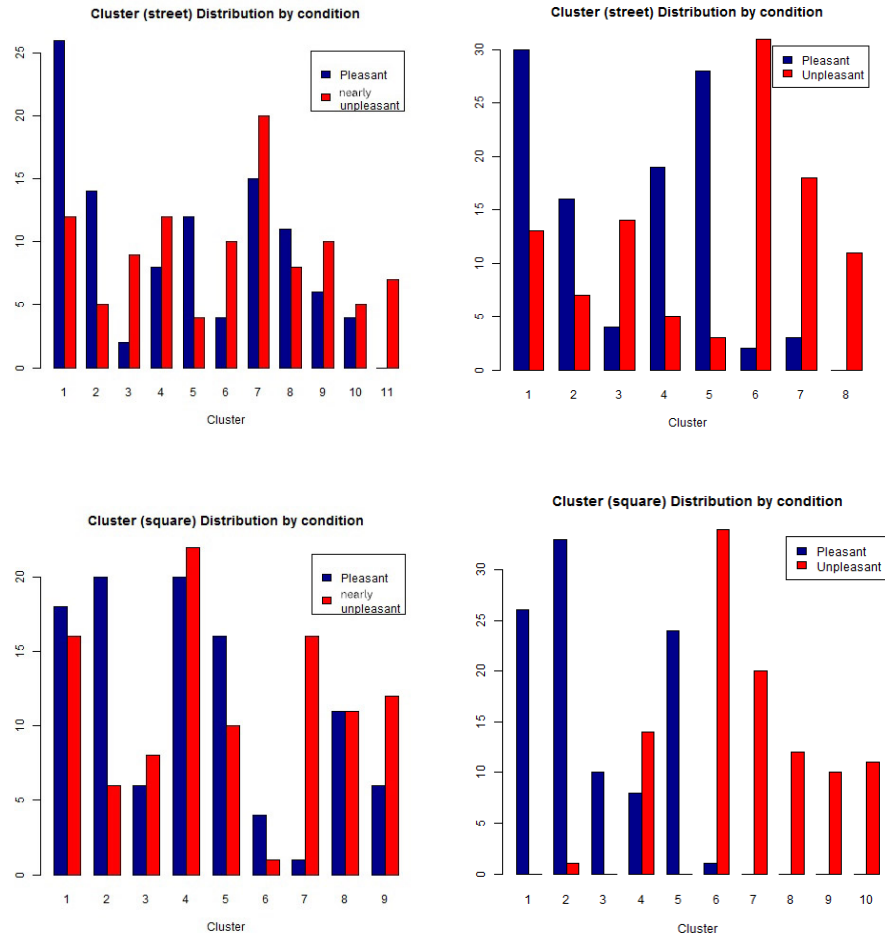 Cluster (street) Distribution by condition
25
20
15
10
5
0
Pleasant
nearly
unpleasant
1 2 3 4 5 6 7 8 9 10 11
Cluster
Cluster (street) Distribution by condition
30
25
20
15
10
5
0
Pleasant
Unpleasant
1 2 3 4 5 6 7 8
Cluster
Cluster (square) Distribution by condition
20
15
10
5
0
Pleasant
nearly
unpleasant
1 2 3 4 5 6 7 8 9
Cluster
Cluster (square) Distribution by condition
30
25
20
15
10
5
0
Pleasant
Unpleasant
1 2 3 4 5 6 7 8 9 10
Cluster